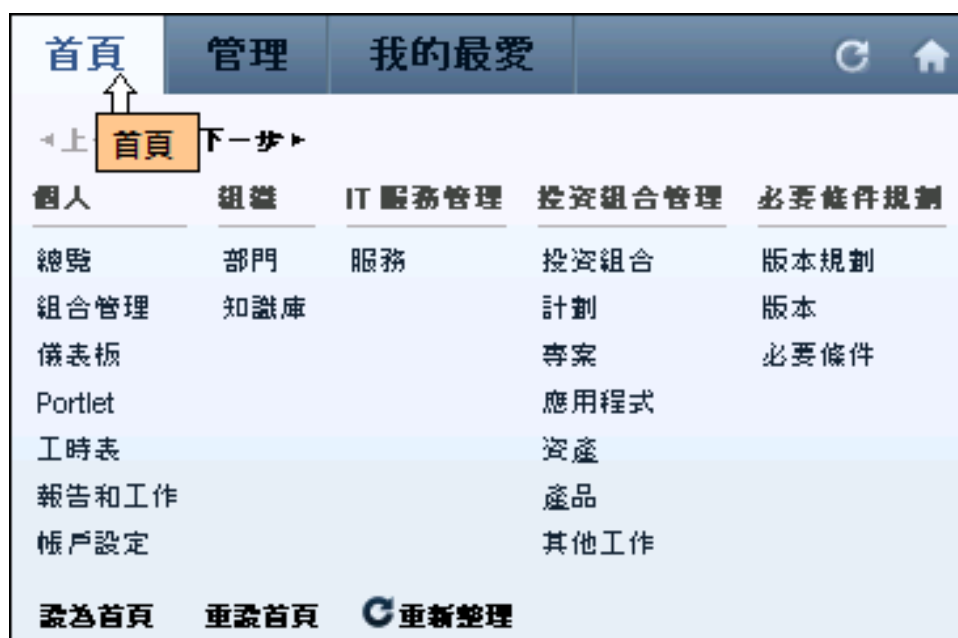 首頁 管理 我的最愛
◂上 首頁 下一步▸
個人 組織 IT 服務管理 投資組合管理 必要條件規劃
總覽 部門 服務 投資組合 版本規劃
組合管理 知識庫 計劃 版本
儀表板 專案 必要條件
Portlet 應用程式
工時表 資產
報告和工作 產品
帳戶設定 其他工作
設為首頁 重設首頁 重新整理